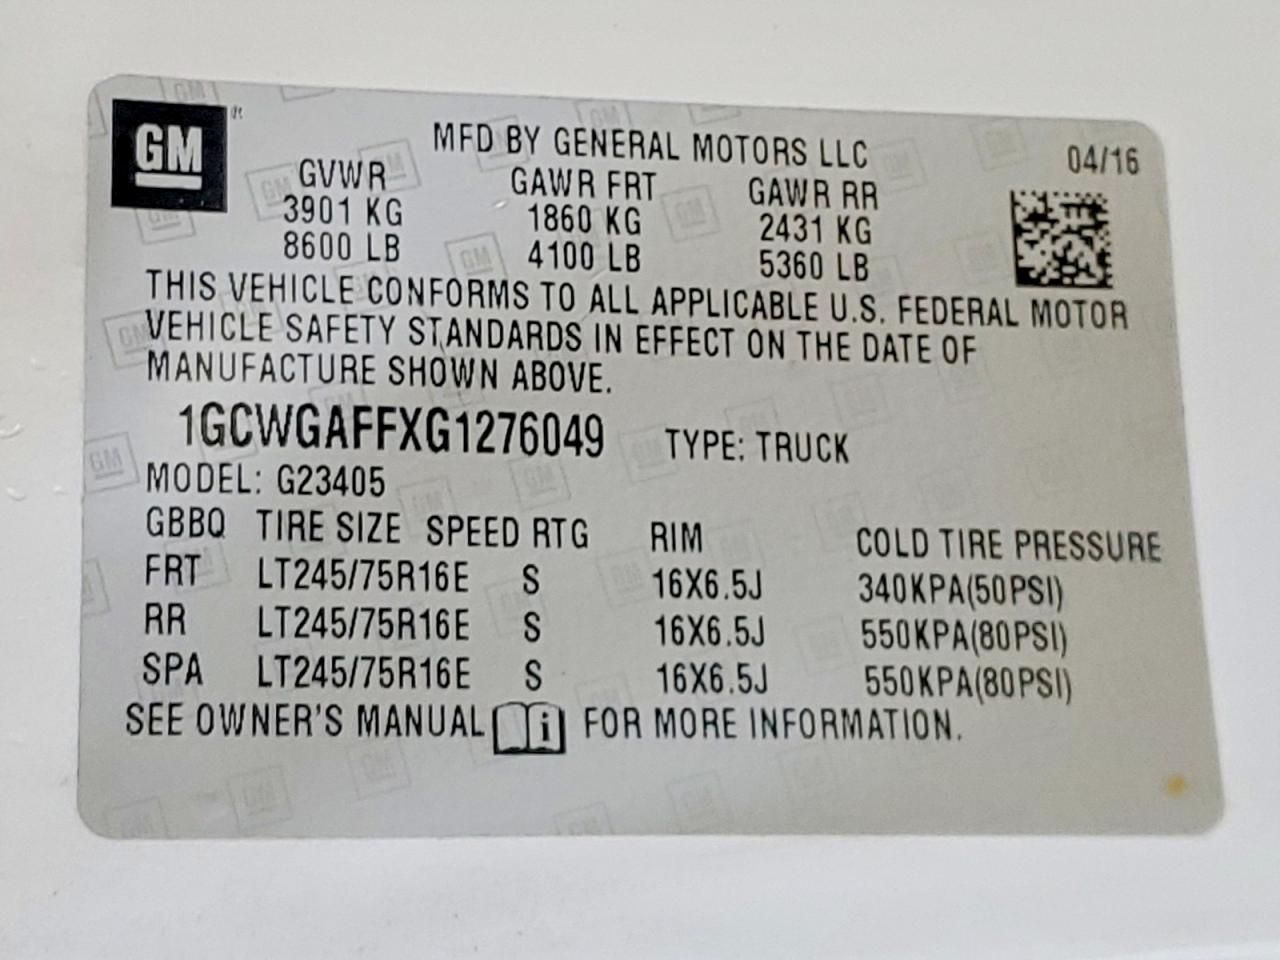 GM
MFD BY GENERAL MOTORS LLC 04/16
GVWR GAWR FRT GAWR RR
3901 KG 1860 KG 2431 KG
8600 LB 4100 LB 5360 LB
THIS VEHICLE CONFORMS TO ALL APPLICABLE U.S. FEDERAL MOTOR
VEHICLE SAFETY STANDARDS IN EFFECT ON THE DATE OF
MANUFACTURE SHOWN ABOVE.
1GCWGAFFXG1276049 TYPE: TRUCK
MODEL: G23405
GBBQ TIRE SIZE SPEED RTG RIM COLD TIRE PRESSURE
FRT LT245/75R16E S 16X6.5J 340KPA(50PSI)
RR LT245/75R16E S 16X6.5J 550KPA(80PSI)
SPA LT245/75R16E S 16X6.5J 550KPA(80PSI)
SEE OWNER'S MANUAL i FOR MORE INFORMATION.